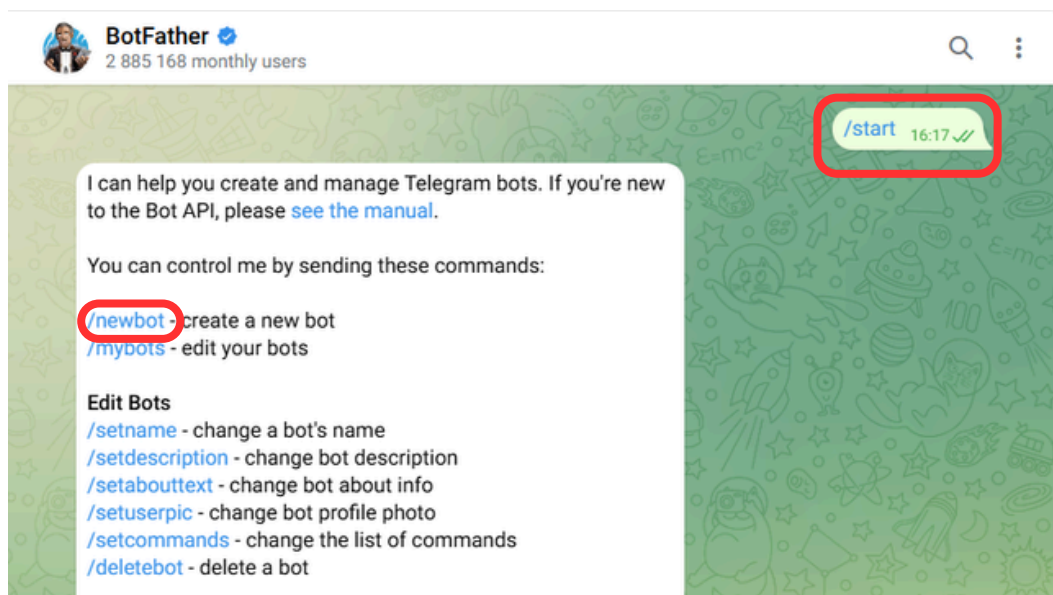 BotFather
2 885 168 monthly users
/start 16:17
I can help you create and manage Telegram bots. If you're new
to the Bot API, please see the manual.
You can control me by sending these commands:
/newbot - create a new bot
/mybots - edit your bots
Edit Bots
/setname - change a bot's name
/setdescription - change bot description
/setabouttext - change bot about info
/setuserpic - change bot profile photo
/setcommands - change the list of commands
/deletebot - delete a bot